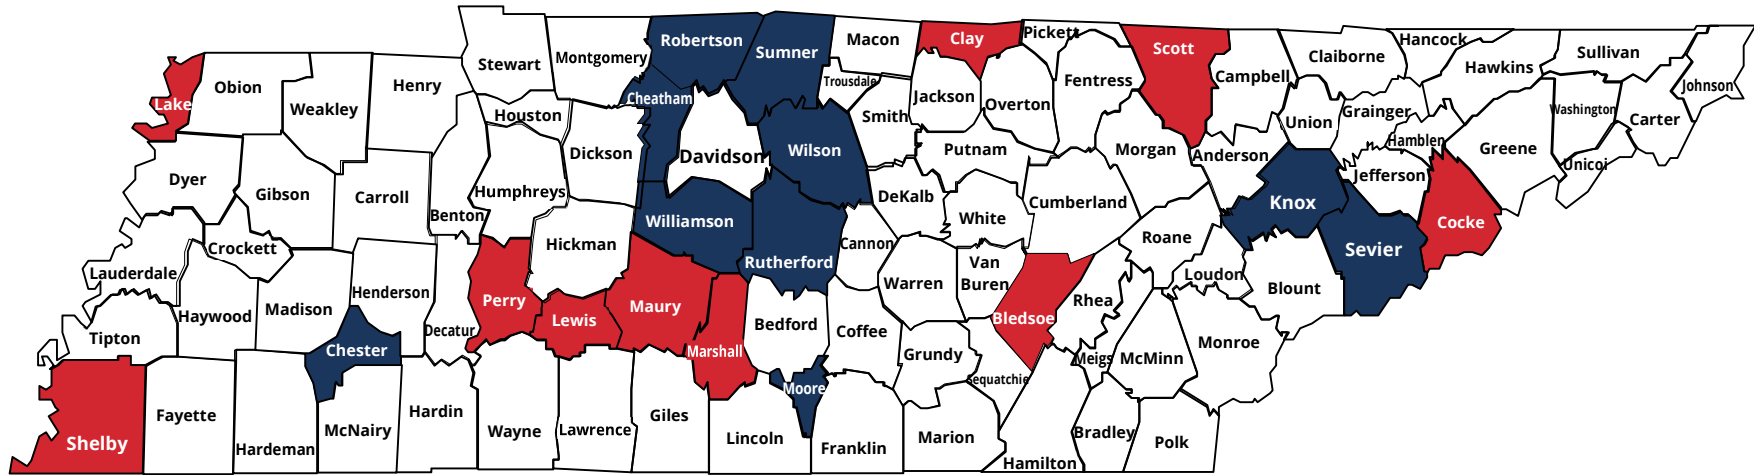 Stewart
Montgomery
Robertson
Sumner
Macon
Clay
Pickett
Scott
Claiborne
Hancock
Hawkins
Sullivan
Johnson
Lake
Obion
Weakley
Henry
Houston
Cheatham
Trousdale
Smith
Jackson
Overton
Fentress
Campbell
Union
Grainger
Hamblen
Washington
Carter
Unicoi
Greene
Dyer
Gibson
Carroll
Benton
Humphreys
Dickson
Davidson
Wilson
Putnam
Morgan
Anderson
Jefferson
Knox
Cocke
Sevier
Lauderdale
Crockett
Hickman
Williamson
Rutherford
Cannon
DeKalb
White
Cumberland
Roane
Loudon
Blount
Tipton
Haywood
Madison
Henderson
Decatur
Perry
Lewis
Maury
Marshall
Bedford
Coffee
Warren
Van
Buren
Bledsoe
Rhea
Meigs
McMinn
Monroe
Shelby
Fayette
Hardeman
Chester
McNairy
Hardin
Wayne
Lawrence
Giles
Lincoln
Moore
Franklin
Grundy
Sequatchie
Marion
Hamilton
Bradley
Polk